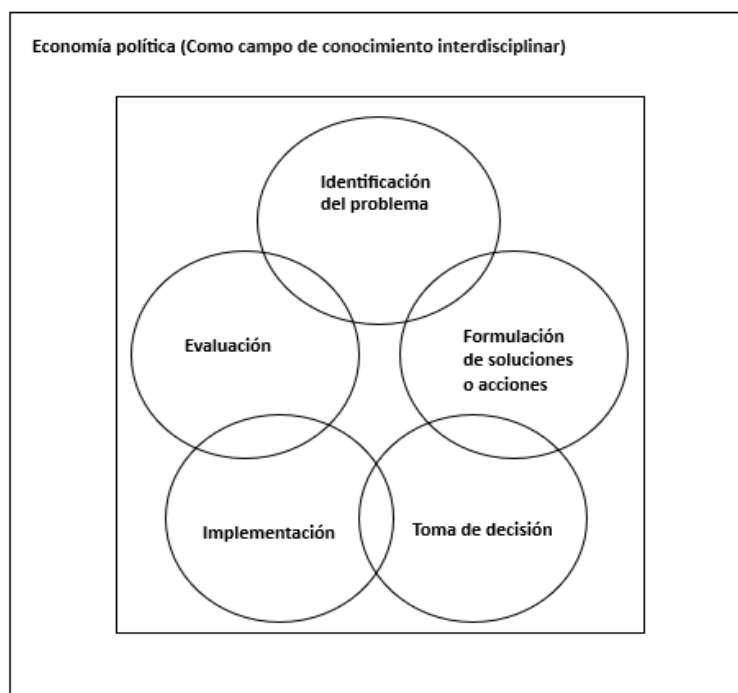 Economía política (Como campo de conocimiento interdisciplinar)
Identificación
del problema
Evaluación
Formulación
de soluciones
o acciones
Implementación
Toma de decisión